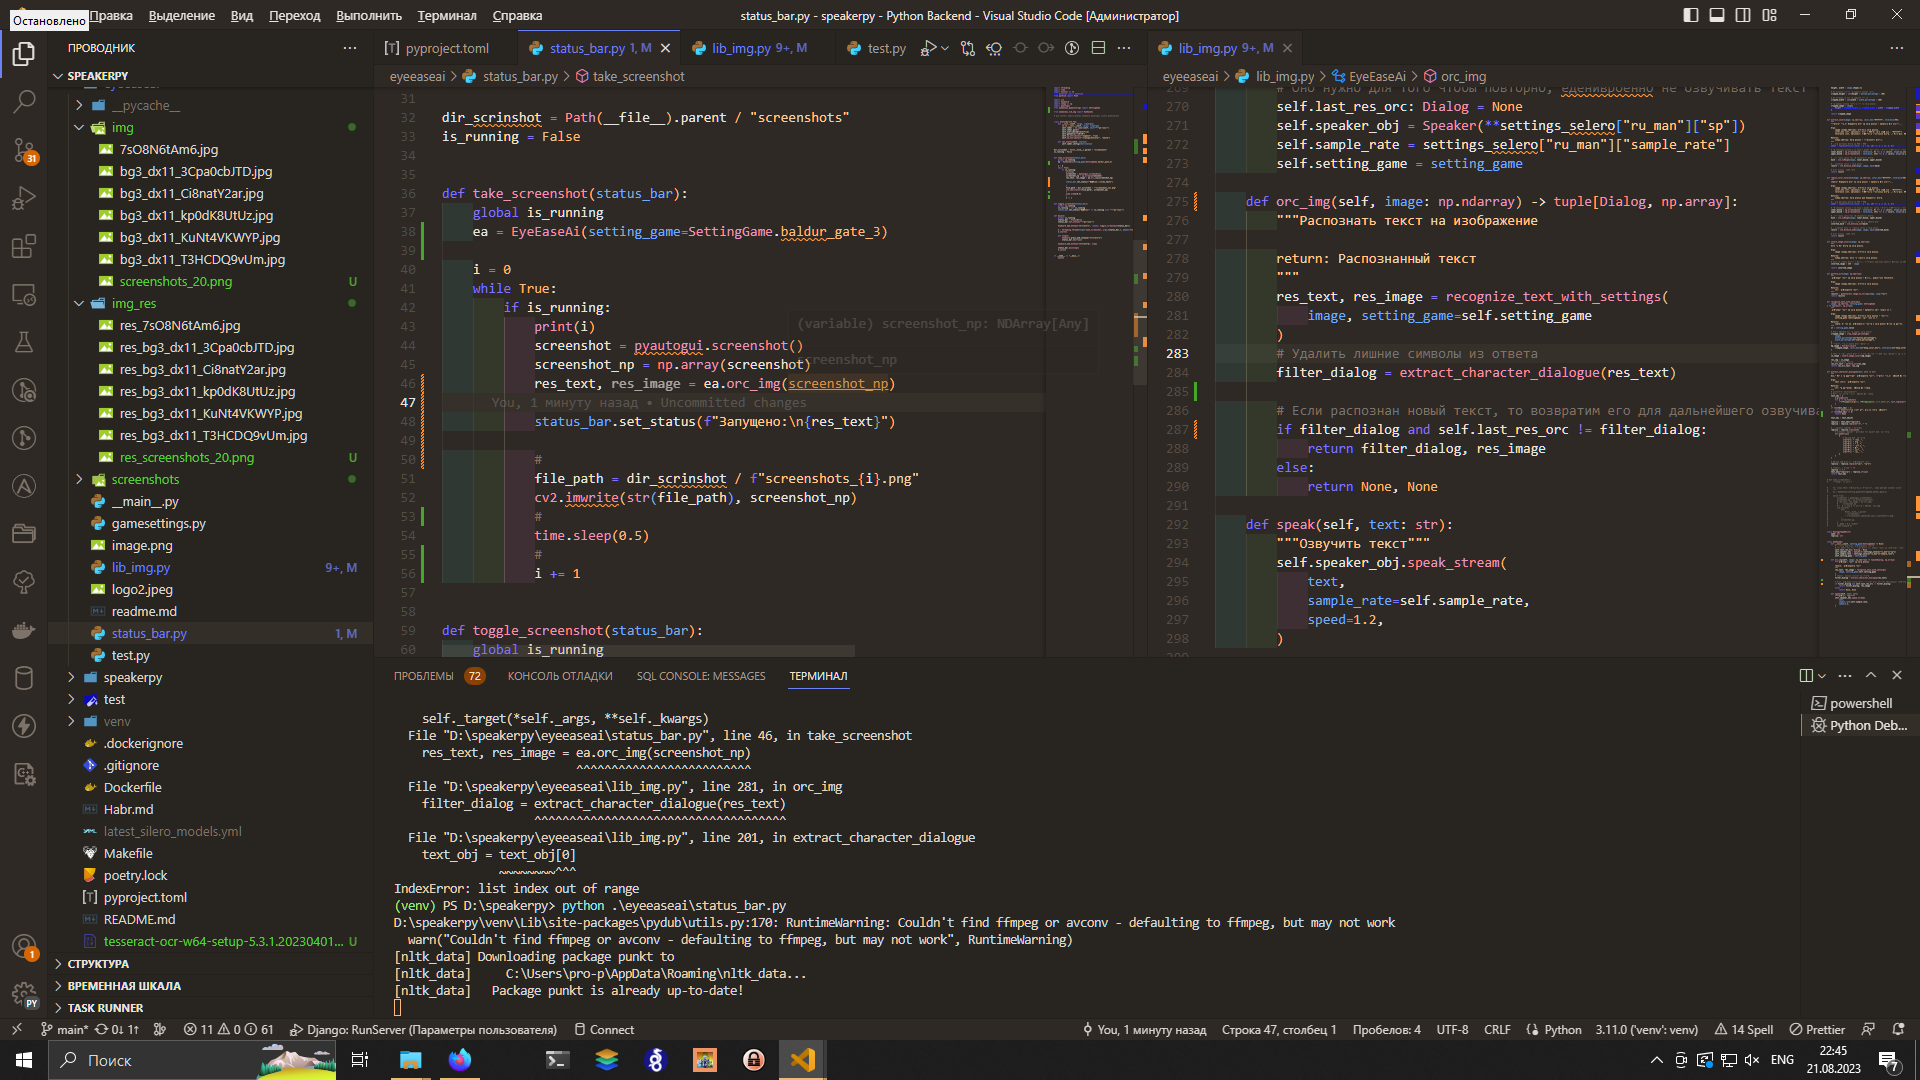 Остановлено
Правка Выделение Вид Переход Выполнить Терминал Справка
status_bar.py - speakerpy - Python Backend - Visual Studio Code [Администратор]
ПРОВОДНИК
SPEAKERPY
__pycache__
img
7sO8N6tAm6.jpg
bg3_dx11_3Cpa0cbJTD.jpg
bg3_dx11_Ci8natY2ar.jpg
bg3_dx11_kp0dK8UtUz.jpg
bg3_dx11_KuNt4VKWYP.jpg
bg3_dx11_T3HCDQ9vUm.jpg
screenshots_20.png U
img_res
res_7sO8N6tAm6.jpg
res_bg3_dx11_3Cpa0cbJTD.jpg
res_bg3_dx11_Ci8natY2ar.jpg
res_bg3_dx11_kp0dK8UtUz.jpg
res_bg3_dx11_KuNt4VKWYP.jpg
res_bg3_dx11_T3HCDQ9vUm.jpg
res_screenshots_20.png U
screenshots
__main__.py
gamesettings.py
image.png
lib_img.py 9+, M
logo2.jpeg
readme.md
status_bar.py 1, M
test.py
speakerpy
test
venv
.dockerignore
.gitignore
Dockerfile
Habr.md
latest_silero_models.yml
Makefile
poetry.lock
pyproject.toml
README.md
tesseract-ocr-w64-setup-5.3.1.20230401... U
СТРУКТУРА
ВРЕМЕННАЯ ШКАЛА
TASK RUNNER
31
1
PY
pyproject.toml status_bar.py 1, M lib_img.py 9+, M test.py
eyeeaseai > status_bar.py > take_screenshot
31
32 dir_scrinshot = Path(__file__).parent / "screenshots"
33 is_running = False
34
35
36 def take_screenshot(status_bar):
37 global is_running
38 ea = EyeEaseAi(setting_game=SettingGame.baldur_gate_3)
39
40 i = 0
41 while True:
42 if is_running:
43 print(i)
44 screenshot = pyautogui.screenshot()
45 screenshot_np = np.array(screenshot)
46 res_text, res_image = ea.orc_img(screenshot_np)
47 You, 1 минуту назад • Uncommitted changes
48 status_bar.set_status(f"Запущено:\n{res_text}")
49
50 #
51 file_path = dir_scrinshot / f"screenshots_{i}.png"
52 cv2.imwrite(str(file_path), screenshot_np)
53 #
54 time.sleep(0.5)
55 #
56 i += 1
57
58
59 def toggle_screenshot(status_bar):
60 global is_running
(variable) screenshot_np: NDArray[Any]
screenshot_np
lib_img.py 9+, M
eyeeaseai > lib_img.py > EyeEaseAi > orc_img
269 # Оно нужно для того чтобы повторно, еденивроенно не озвучивать текст
270 self.last_res_orc: Dialog = None
271 self.speaker_obj = Speaker(**settings_selero["ru_man"]["sp"])
272 self.sample_rate = settings_selero["ru_man"]["sample_rate"]
273 self.setting_game = setting_game
274
275 def orc_img(self, image: np.ndarray) -> tuple[Dialog, np.array]:
276 """Распознать текст на изображение
277
278 return: Распознанный текст
279 """
280 res_text, res_image = recognize_text_with_settings(
281 image, setting_game=self.setting_game
282 )
283 # Удалить лишние символы из ответа
284 filter_dialog = extract_character_dialogue(res_text)
285
286 # Если распознан новый текст, то возвратим его для дальнейшего озвучива
287 if filter_dialog and self.last_res_orc != filter_dialog:
288 return filter_dialog, res_image
289 else:
290 return None, None
291
292 def speak(self, text: str):
293 """Озвучить текст"""
294 self.speaker_obj.speak_stream(
295 text,
296 sample_rate=self.sample_rate,
297 speed=1.2,
298 )
ПРОБЛЕМЫ 72 КОНСОЛЬ ОТЛАДКИ SQL CONSOLE: MESSAGES ТЕРМИНАЛ
self._target(*self._args, **self._kwargs)
File "D:\speakerpy\eyeeaseai\status_bar.py", line 46, in take_screenshot
res_text, res_image = ea.orc_img(screenshot_np)
^^^^^^^^^^^^^^^^^^^^^^^^^
File "D:\speakerpy\eyeeaseai\lib_img.py", line 281, in orc_img
filter_dialog = extract_character_dialogue(res_text)
^^^^^^^^^^^^^^^^^^^^^^^^^^^^^^^^^^^^
File "D:\speakerpy\eyeeaseai\lib_img.py", line 201, in extract_character_dialogue
text_obj = text_obj[0]
~~~~~~~~^^^
IndexError: list index out of range
(venv) PS D:\speakerpy> python .\eyeeaseai\status_bar.py
D:\speakerpy\venv\Lib\site-packages\pydub\utils.py:170: RuntimeWarning: Couldn't find ffmpeg or avconv - defaulting to ffmpeg, but may not work
warn("Couldn't find ffmpeg or avconv - defaulting to ffmpeg, but may not work", RuntimeWarning)
[nltk_data] Downloading package punkt to
[nltk_data] C:\Users\pro-p\AppData\Roaming\nltk_data...
[nltk_data] Package punkt is already up-to-date!
powershell
Python Deb...
main* 0↓ 1↑ 11 0 61 Django: RunServer (Параметры пользователя) Connect
You, 1 минуту назад Строка 47, столбец 1 Пробелов: 4 UTF-8 CRLF Python 3.11.0 ('venv': venv) 14 Spell Prettier
Поиск
ENG
22:45
21.08.2023
7